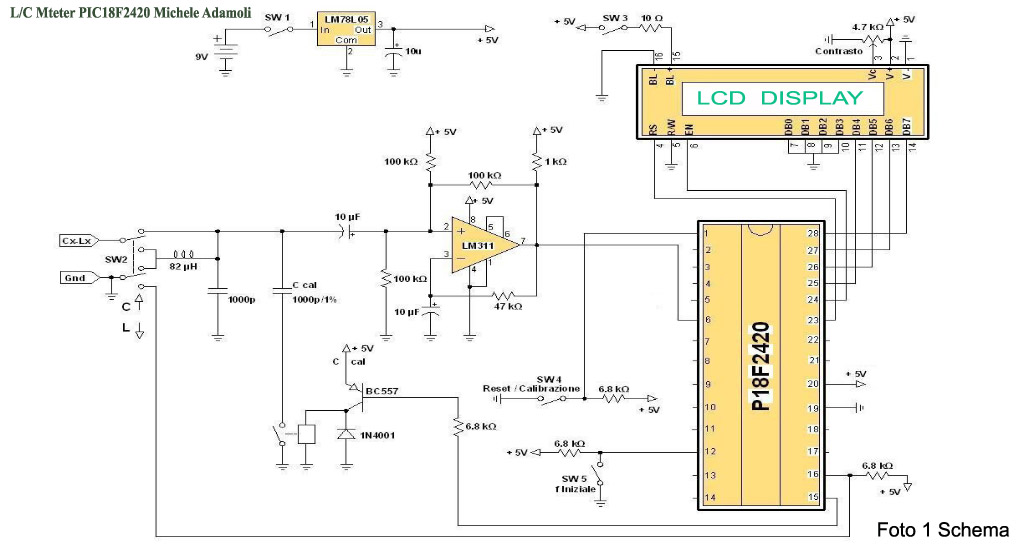 L/C Mteter PIC18F2420 Michele Adamoli
SW 1
LM78L05
1 In Out 3
Com
2
+ 5V
9V
10u
+ 5V
SW 3
10 Ω
4.7 kΩ
+ 5V
Contrasto
16 15 3 2 1
BL - BL + Vc V+ V-
LCD DISPLAY
RS R/W EN DB0 DB1 DB2 DB3 DB4 DB5 DB6 DB7
4 5 6 7 8 9 10 11 12 13 14
+ 5V
+ 5V
100 kΩ
1 kΩ
100 kΩ
+ 5V
10 µF
2 + 8 5 6
LM311 7
3 - 4 1
Cx-Lx
SW2
82 µH
Gnd
C
L
1000p
C cal
1000p/1%
100 kΩ
10 µF
47 kΩ
+ 5V
C cal
BC557
1N4001
6.8 kΩ
SW4
Reset / Calibrazione
6.8 kΩ
+ 5V
+ 5V
6.8 kΩ
SW 5
f Iniziale
P18F2420
1 28
2 27
3 26
4 25
5 24
6 23
7 22
8 21
9 20
10 19
11 18
12 17
13 16
14 15
+ 5V
6.8 kΩ
+ 5V
Foto 1 Schema